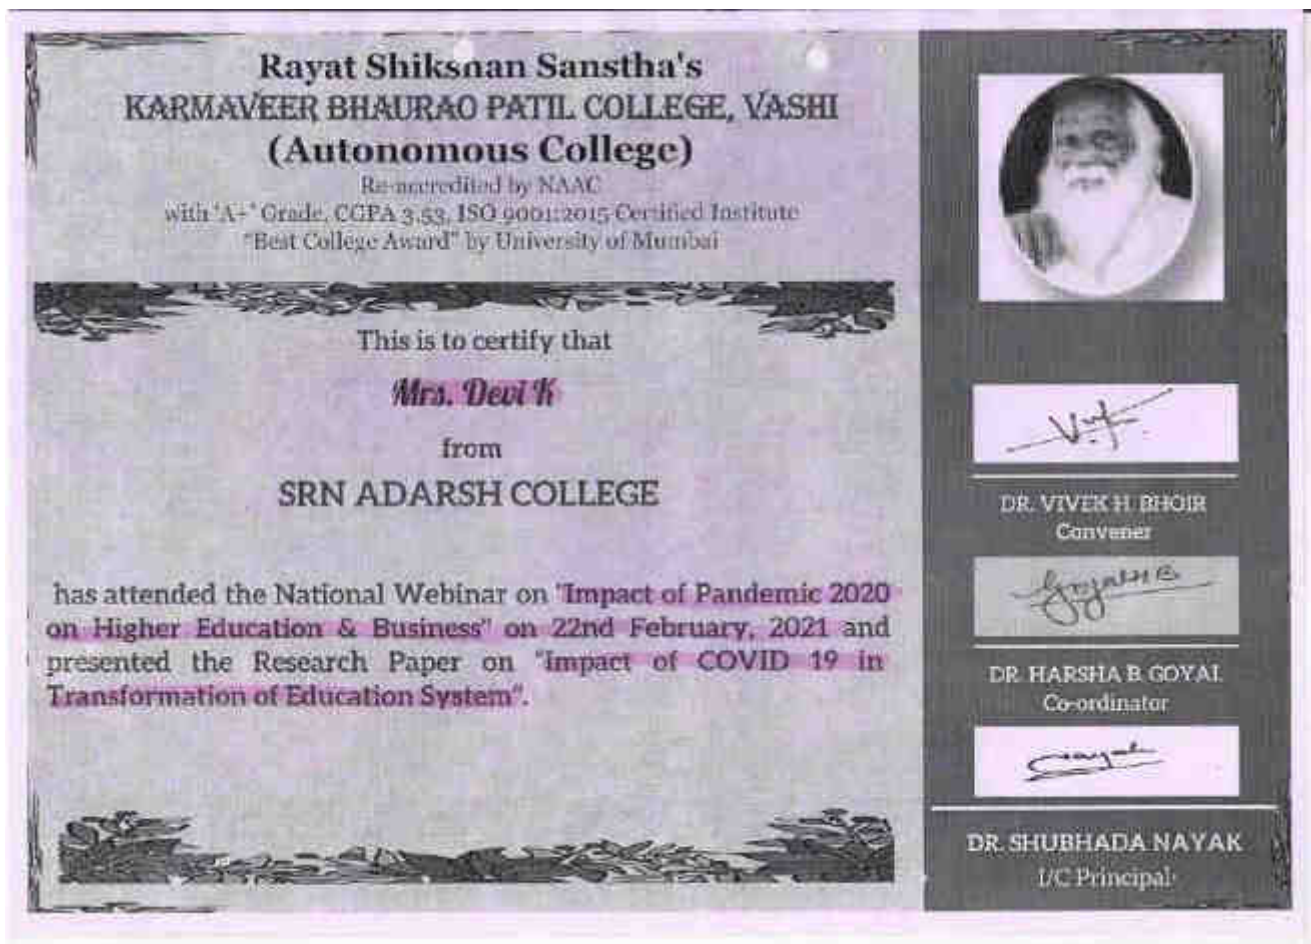 Rayat Shikshan Sanstha's
KARMAVEER BHAURAO PATIL COLLEGE, VASHI
(Autonomous College)
Re-accredited by NAAC
with 'A+' Grade, CGPA 3.53, ISO 9001:2015 Certified Institute
"Best College Award" by University of Mumbai
This is to certify that
Mrs. Devi K
from
SRN ADARSH COLLEGE
has attended the National Webinar on "Impact of Pandemic 2020
on Higher Education & Business" on 22nd February, 2021 and
presented the Research Paper on "Impact of COVID 19 in
Transformation of Education System".
DR. VIVEK H. BHOIR
Convener
DR. HARSHA B. GOYAL
Co-ordinator
DR. SHUBHADA NAYAK
I/C Principal